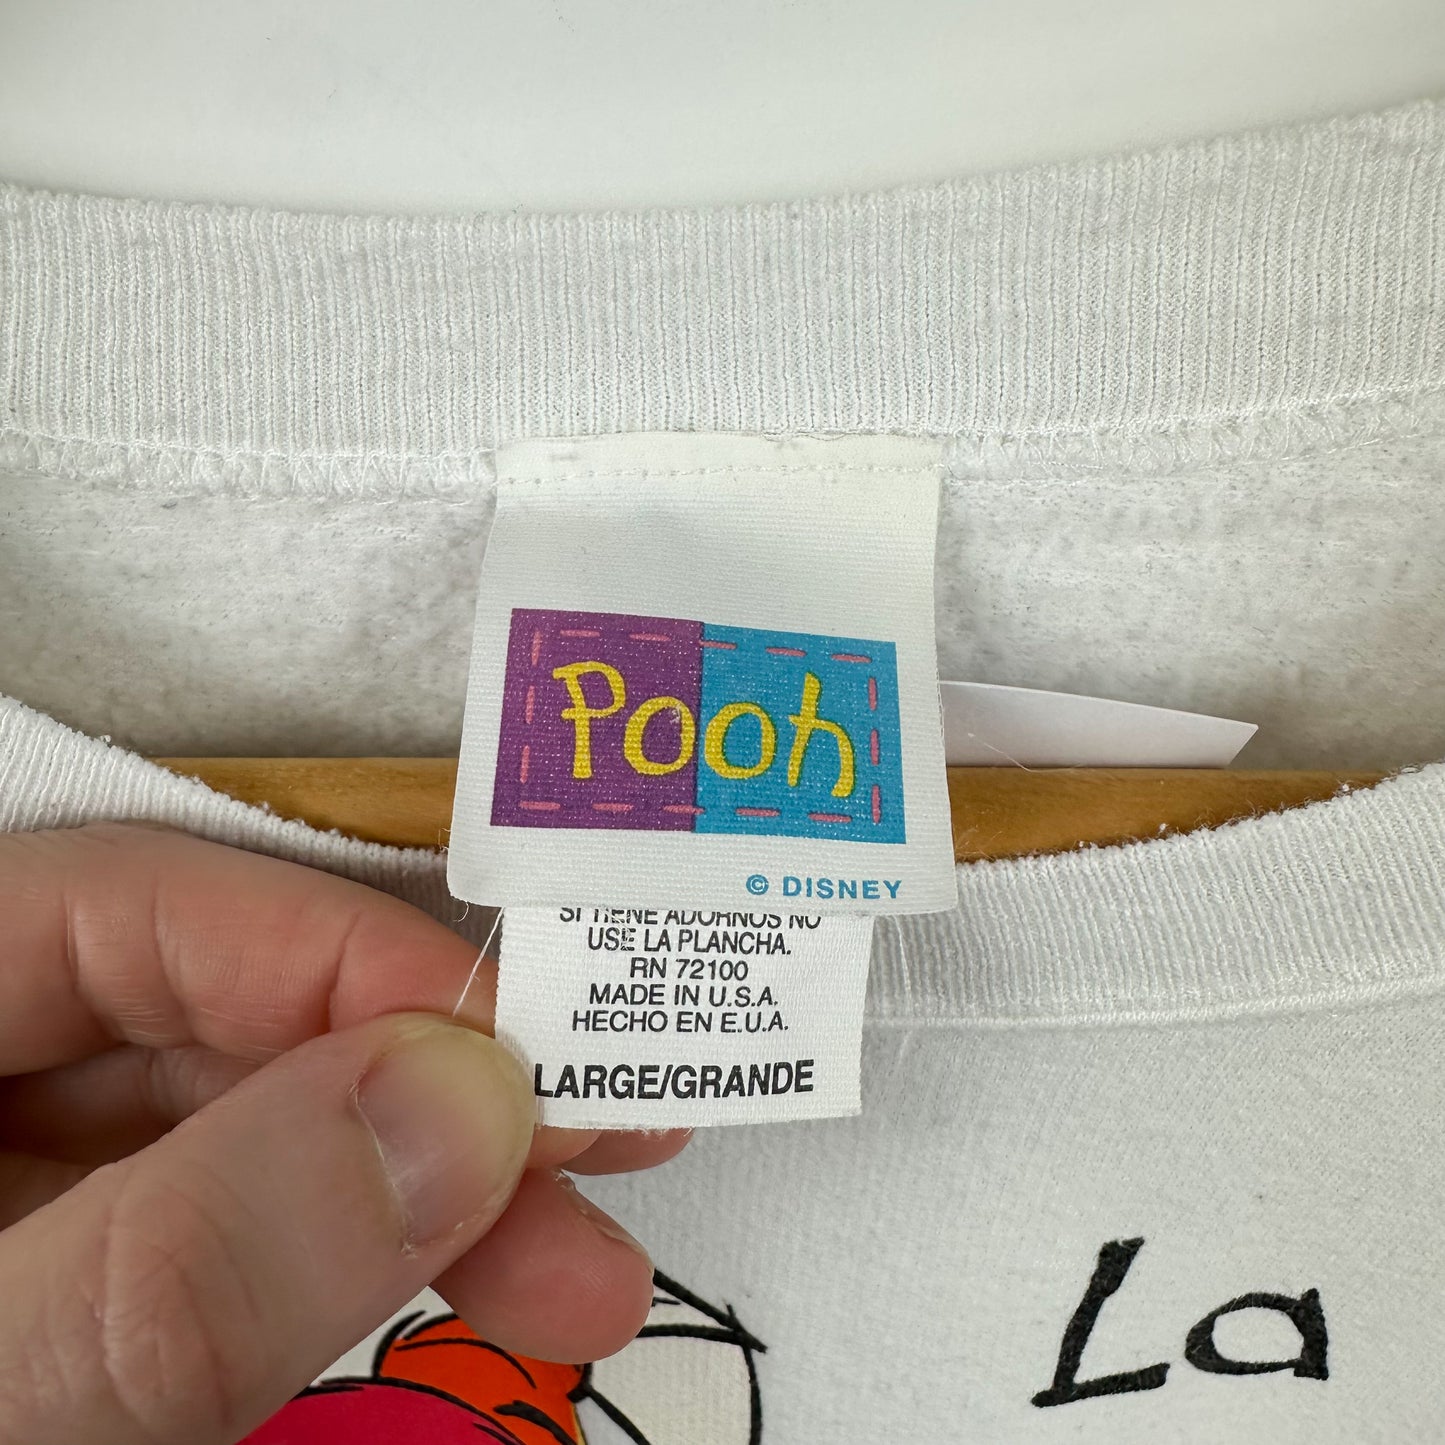 Pooh
© DISNEY
SI TIENE ADORNOS NO
USE LA PLANCHA.
RN 72100
MADE IN U.S.A.
HECHO EN E.U.A.
LARGE/GRANDE
La